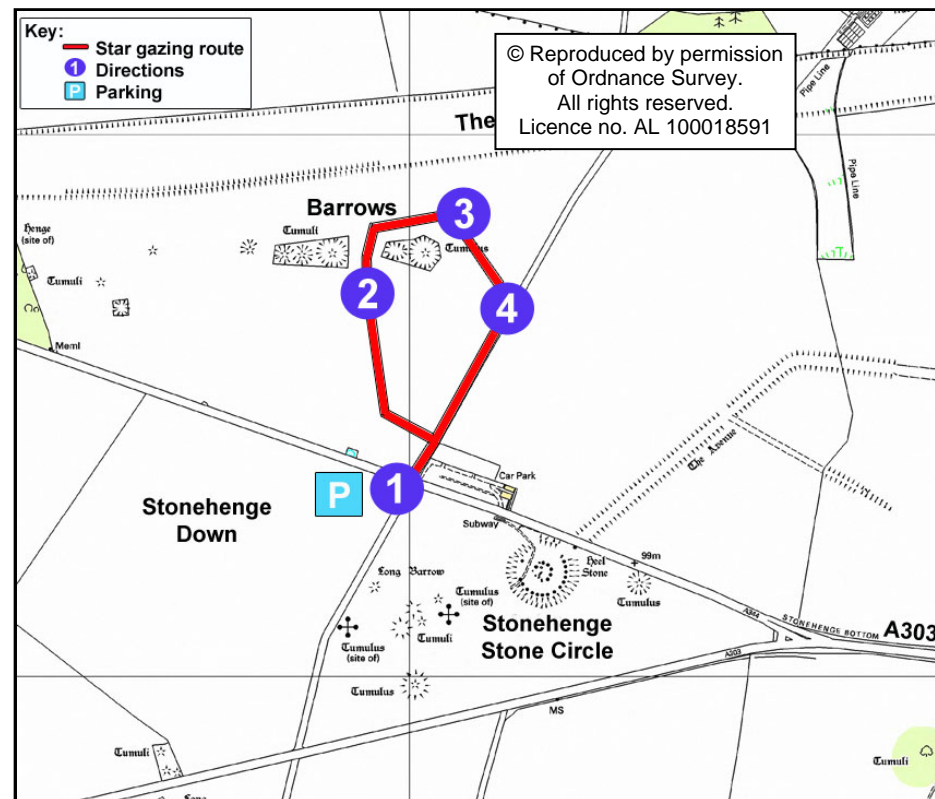 Key:
Star gazing route
1 Directions
P Parking
© Reproduced by permission
of Ordnance Survey.
All rights reserved.
Licence no. AL 100018591
Pipe Line
Pipe Line
The
Barrows
3
Tumuli
Tumulus
Henge
(site of)
Tumuli
2
4
Meml
The Avenue
P
1
Car Park
Stonehenge
Down
Subway
99m
Heel
Stone
Long Barrow
Tumulus
(site of)
Tumulus
Tumuli
Stonehenge
Stone Circle
A344
STONEHENGE BOTTOM
A303
Tumulus
(site of)
A303
Tumulus
MS
Tumuli
Tumuli
Long